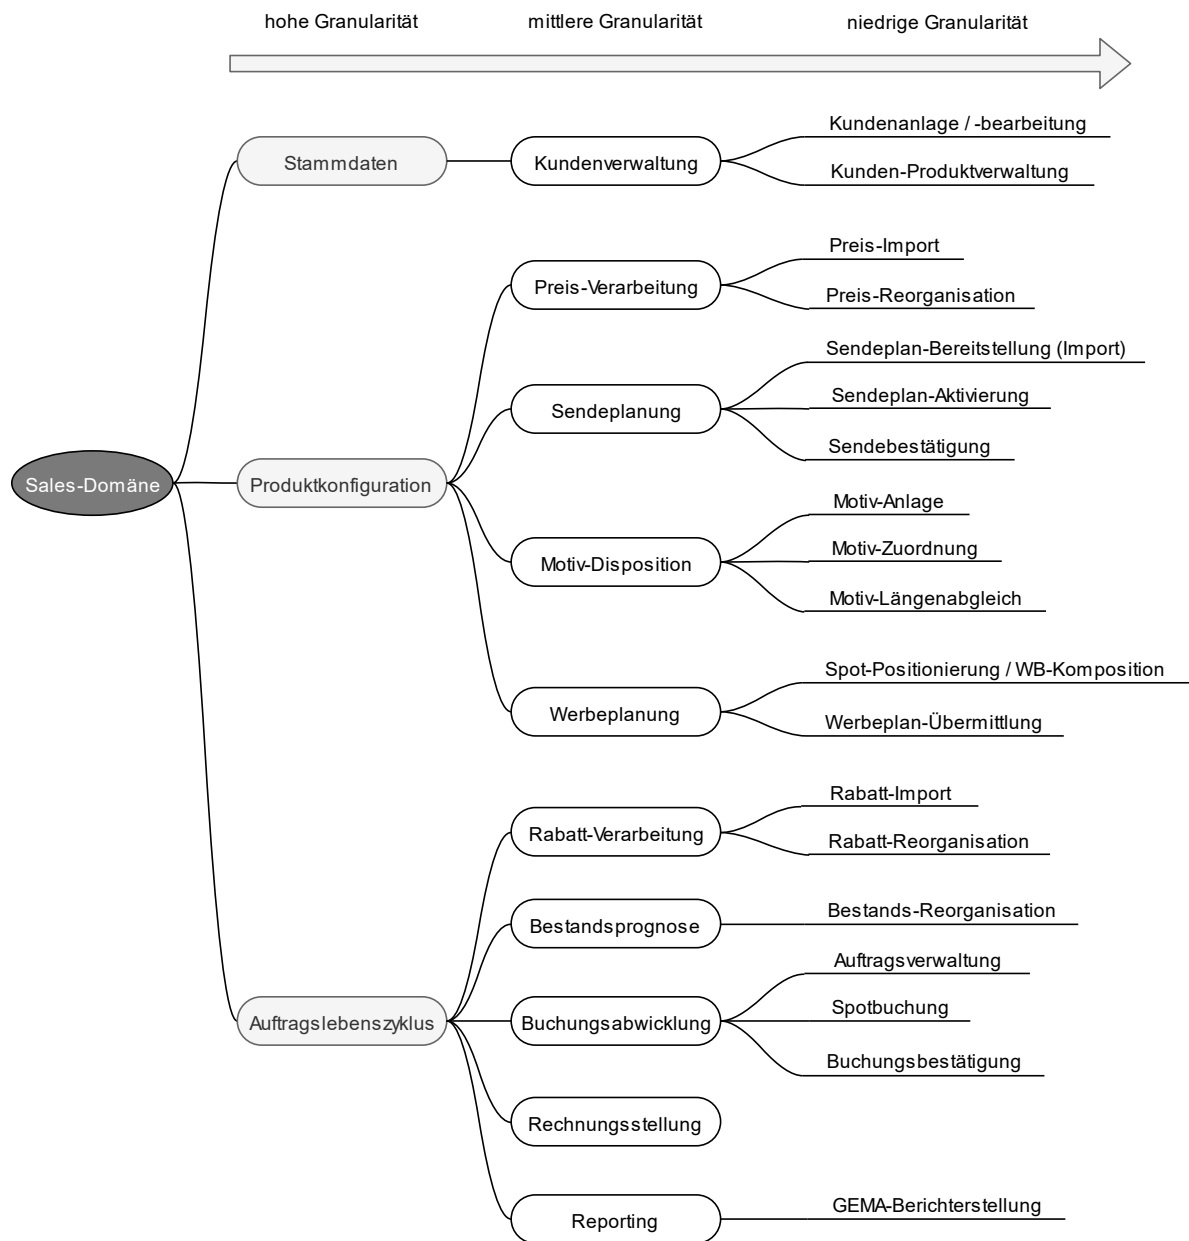 hohe Granularität
mittlere Granularität
niedrige Granularität
Kundenanlage / -bearbeitung
Stammdaten
Kundenverwaltung
Kunden-Produktverwaltung
Preis-Import
Preis-Verarbeitung
Preis-Reorganisation
Sendeplan-Bereitstellung (Import)
Sendeplanung
Sendeplan-Aktivierung
Sendebestätigung
Sales-Domäne
Produktkonfiguration
Motiv-Anlage
Motiv-Disposition
Motiv-Zuordnung
Motiv-Längenabgleich
Spot-Positionierung / WB-Komposition
Werbeplanung
Werbeplan-Übermittlung
Rabatt-Import
Rabatt-Verarbeitung
Rabatt-Reorganisation
Bestandsprognose
Bestands-Reorganisation
Auftragsverwaltung
Auftragslebenszyklus
Buchungsabwicklung
Spotbuchung
Buchungsbestätigung
Rechnungsstellung
Reporting
GEMA-Berichterstellung